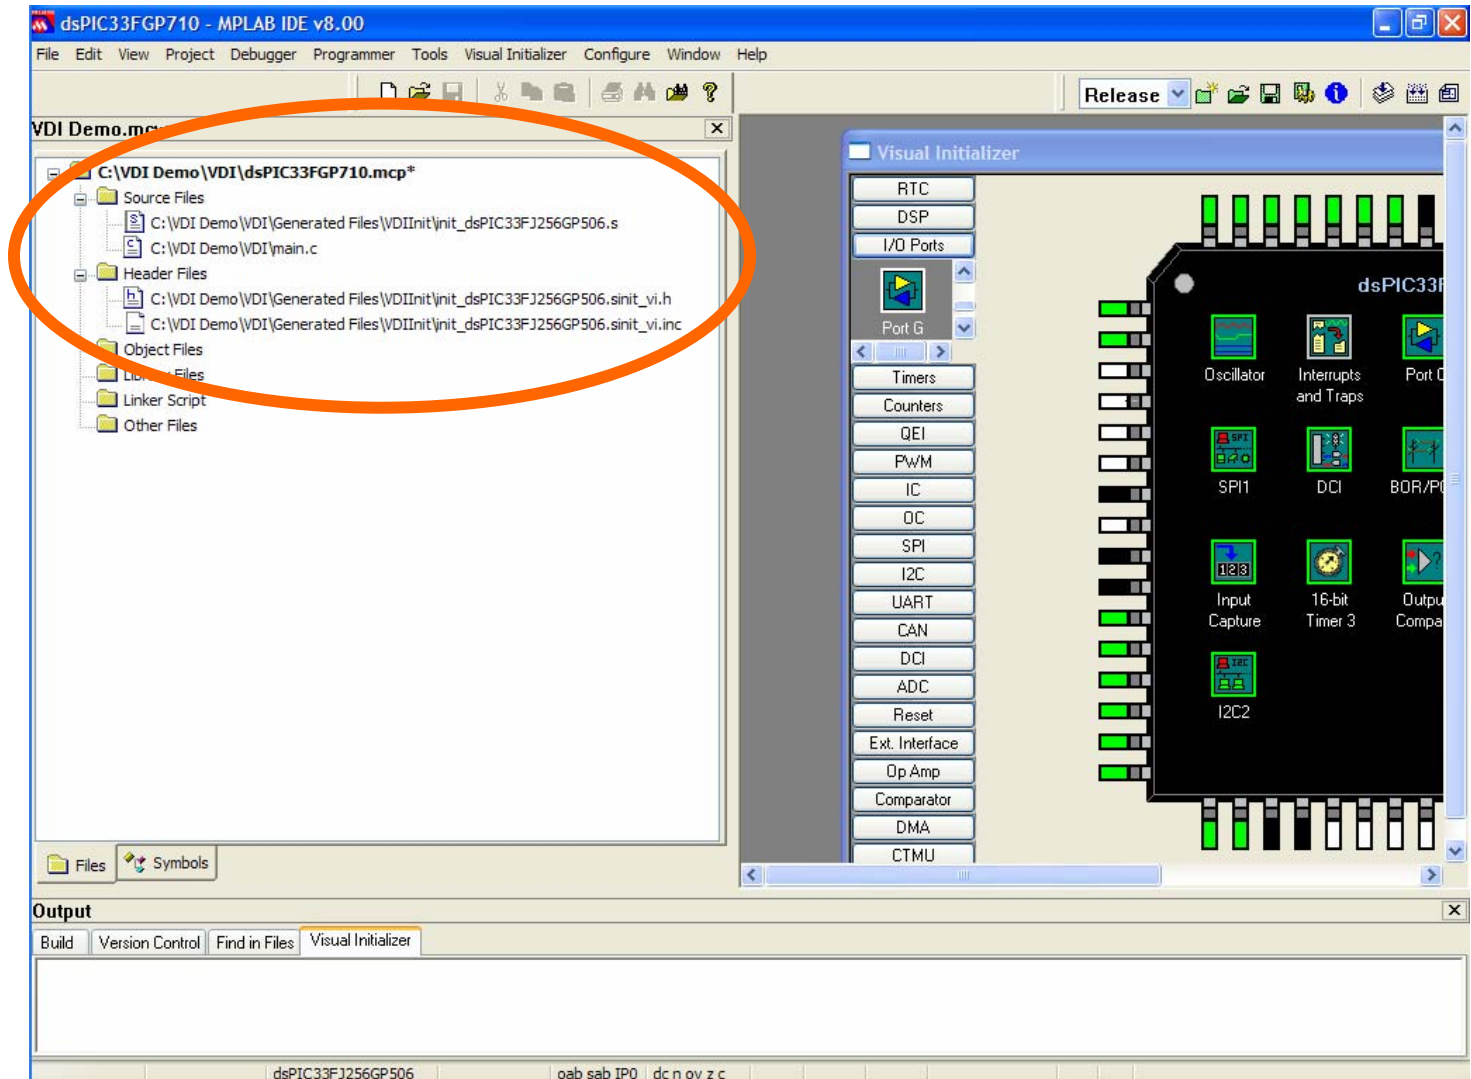 dsPIC33FGP710 - MPLAB IDE v8.00
File Edit View Project Debugger Programmer Tools Visual Initializer Configure Window Help
Release
VDI Demo.mc
C:\VDI Demo\VDI\dsPIC33FGP710.mcp*
Source Files
C:\VDI Demo\VDI\Generated Files\VDIInit\init_dsPIC33FJ256GP506.s
C:\VDI Demo\VDI\main.c
Header Files
C:\VDI Demo\VDI\Generated Files\VDIInit\init_dsPIC33FJ256GP506.sinit_vi.h
C:\VDI Demo\VDI\Generated Files\VDIInit\init_dsPIC33FJ256GP506.sinit_vi.inc
Object Files
Library Files
Linker Script
Other Files
Files Symbols
Visual Initializer
RTC
DSP
I/O Ports
Port G
Timers
Counters
QEI
PWM
IC
OC
SPI
I2C
UART
CAN
DCI
ADC
Reset
Ext. Interface
Op Amp
Comparator
DMA
CTMU
dsPIC33F
Oscillator
Interrupts
and Traps
Port
SPI
SPI1
DCI
BOR/PO
123
Input
Capture
16-bit
Timer 3
Outpu
Compa
I2C
I2C2
Output
Build Version Control Find in Files Visual Initializer
dsPIC33FJ256GP506 oab sab IP0 dc n ov z c